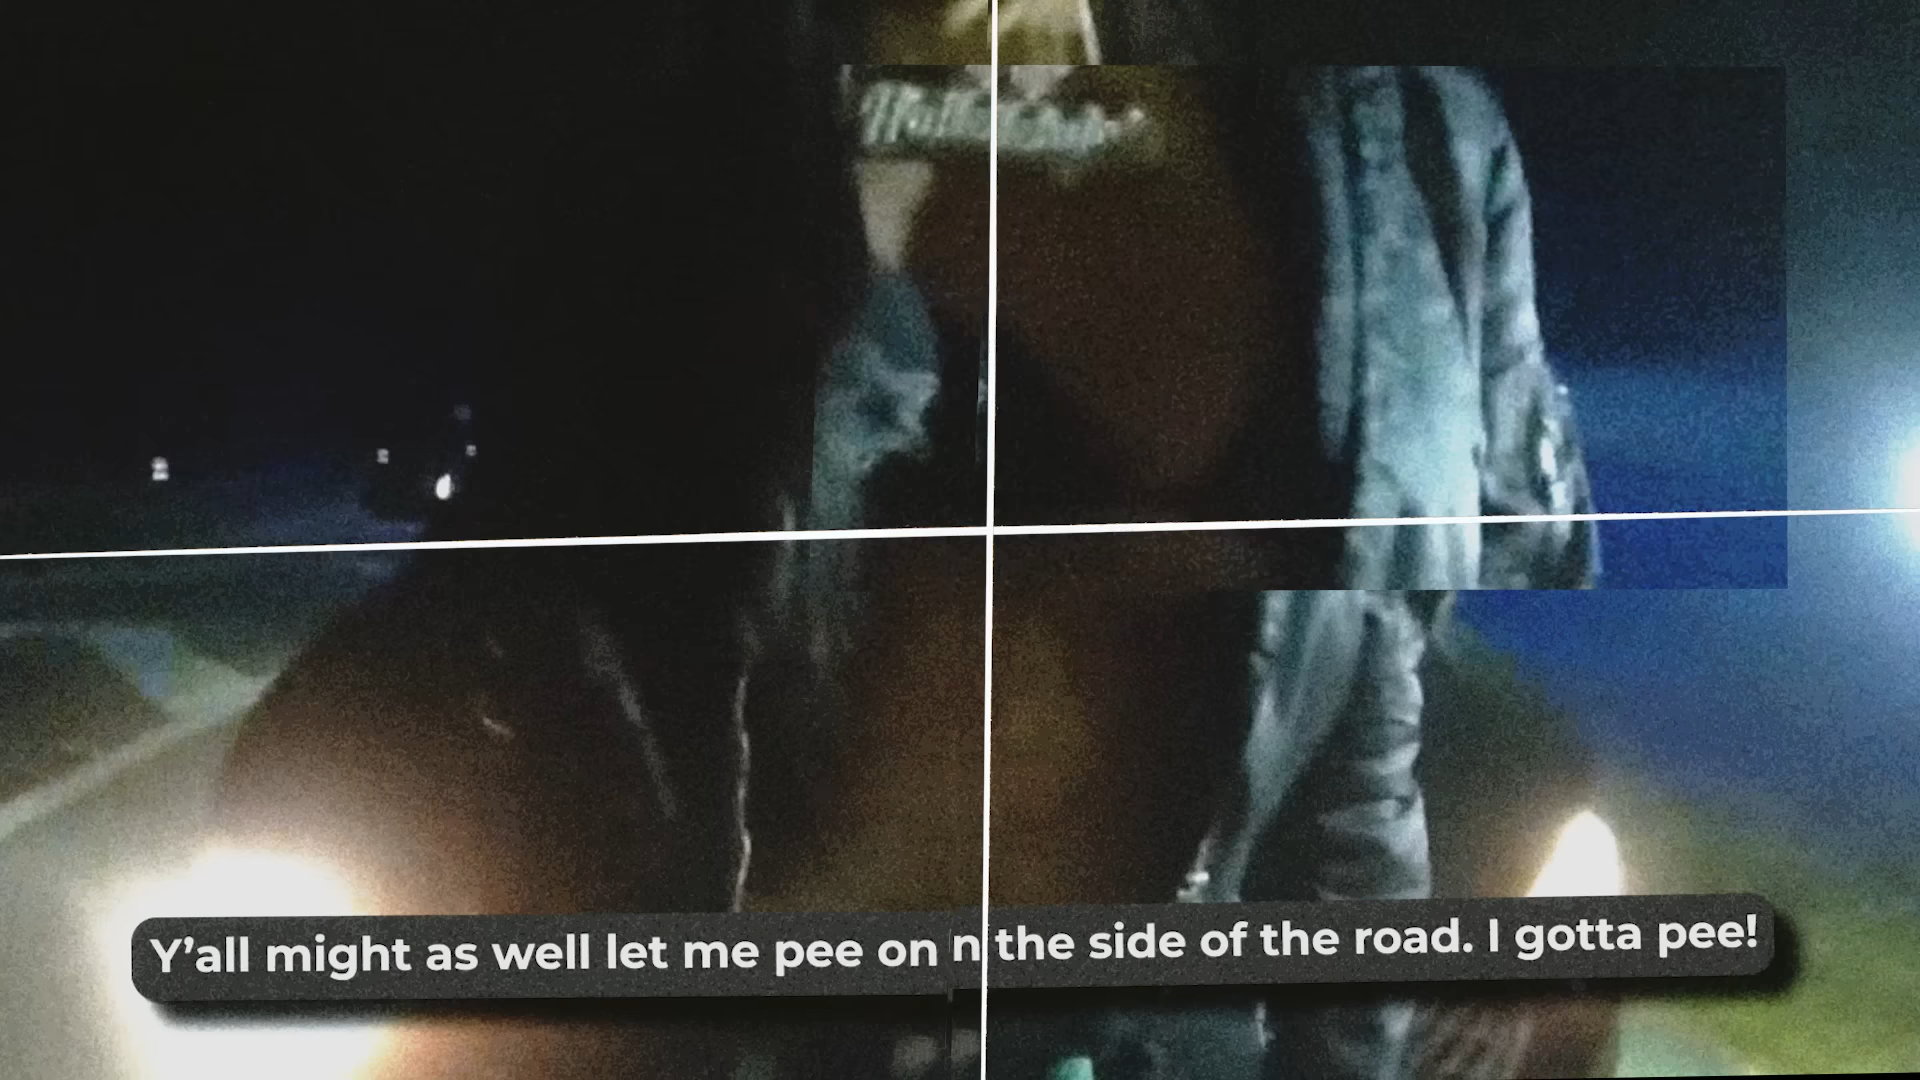 Y'all might as well let me pee on n the side of the road. I gotta pee!